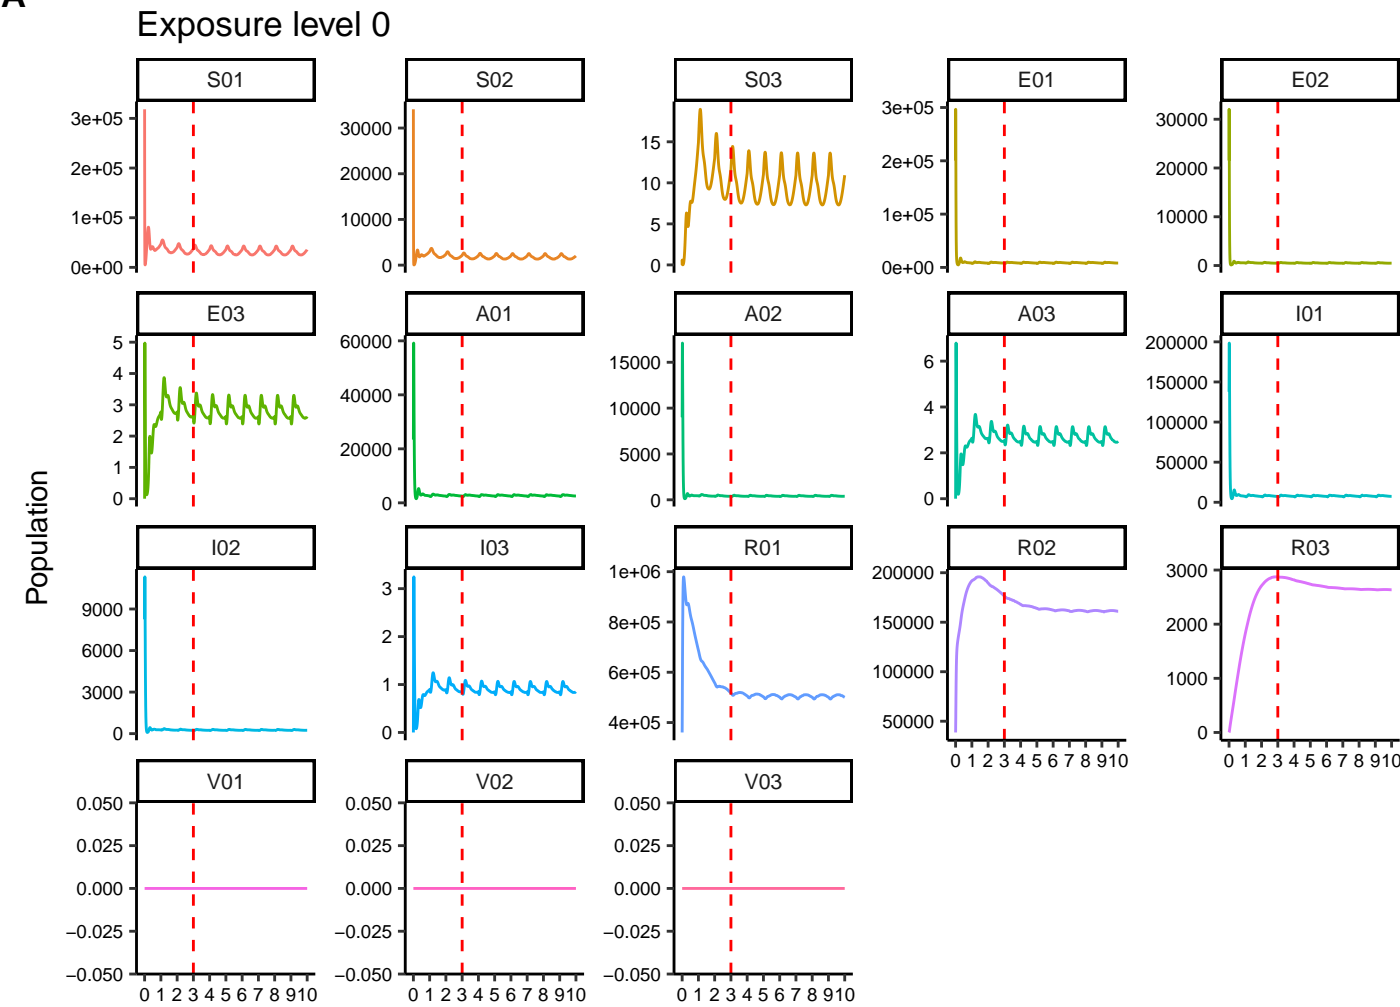 A
Exposure level 0
S01 S02 S03 E01 E02
3e+05 2e+05 1e+05 0e+00
30000 20000 10000 0
15 10 5 0
3e+05 2e+05 1e+05 0e+00
30000 20000 10000 0
E03 A01 A02 A03 I01
5 4 3 2 1 0
60000 40000 20000 0
15000 10000 5000 0
6 4 2 0
200000 150000 100000 50000 0
Population
I02 I03 R01 R02 R03
9000 6000 3000 0
3 2 1 0
1e+06 8e+05 6e+05 4e+05
200000 150000 100000 50000
3000 2000 1000 0
0 1 2 3 4 5 6 7 8 9 10
0 1 2 3 4 5 6 7 8 9 10
V01 V02 V03
0.050 0.025 0.000 −0.025 −0.050
0.050 0.025 0.000 −0.025 −0.050
0.050 0.025 0.000 −0.025 −0.050
0 1 2 3 4 5 6 7 8 9 10
0 1 2 3 4 5 6 7 8 9 10
0 1 2 3 4 5 6 7 8 9 10